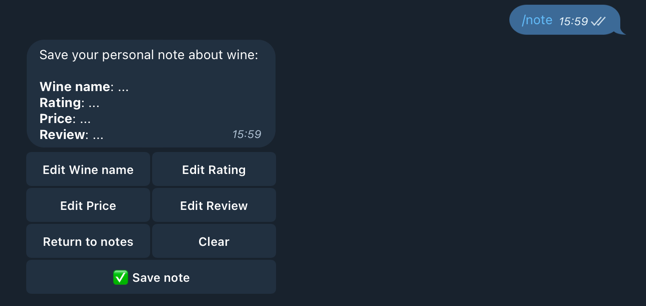 /note 15:59
Save your personal note about wine:
Wine name: ...
Rating: ...
Price: ...
Review: ... 15:59
Edit Wine name Edit Rating
Edit Price Edit Review
Return to notes Clear
✅ Save note